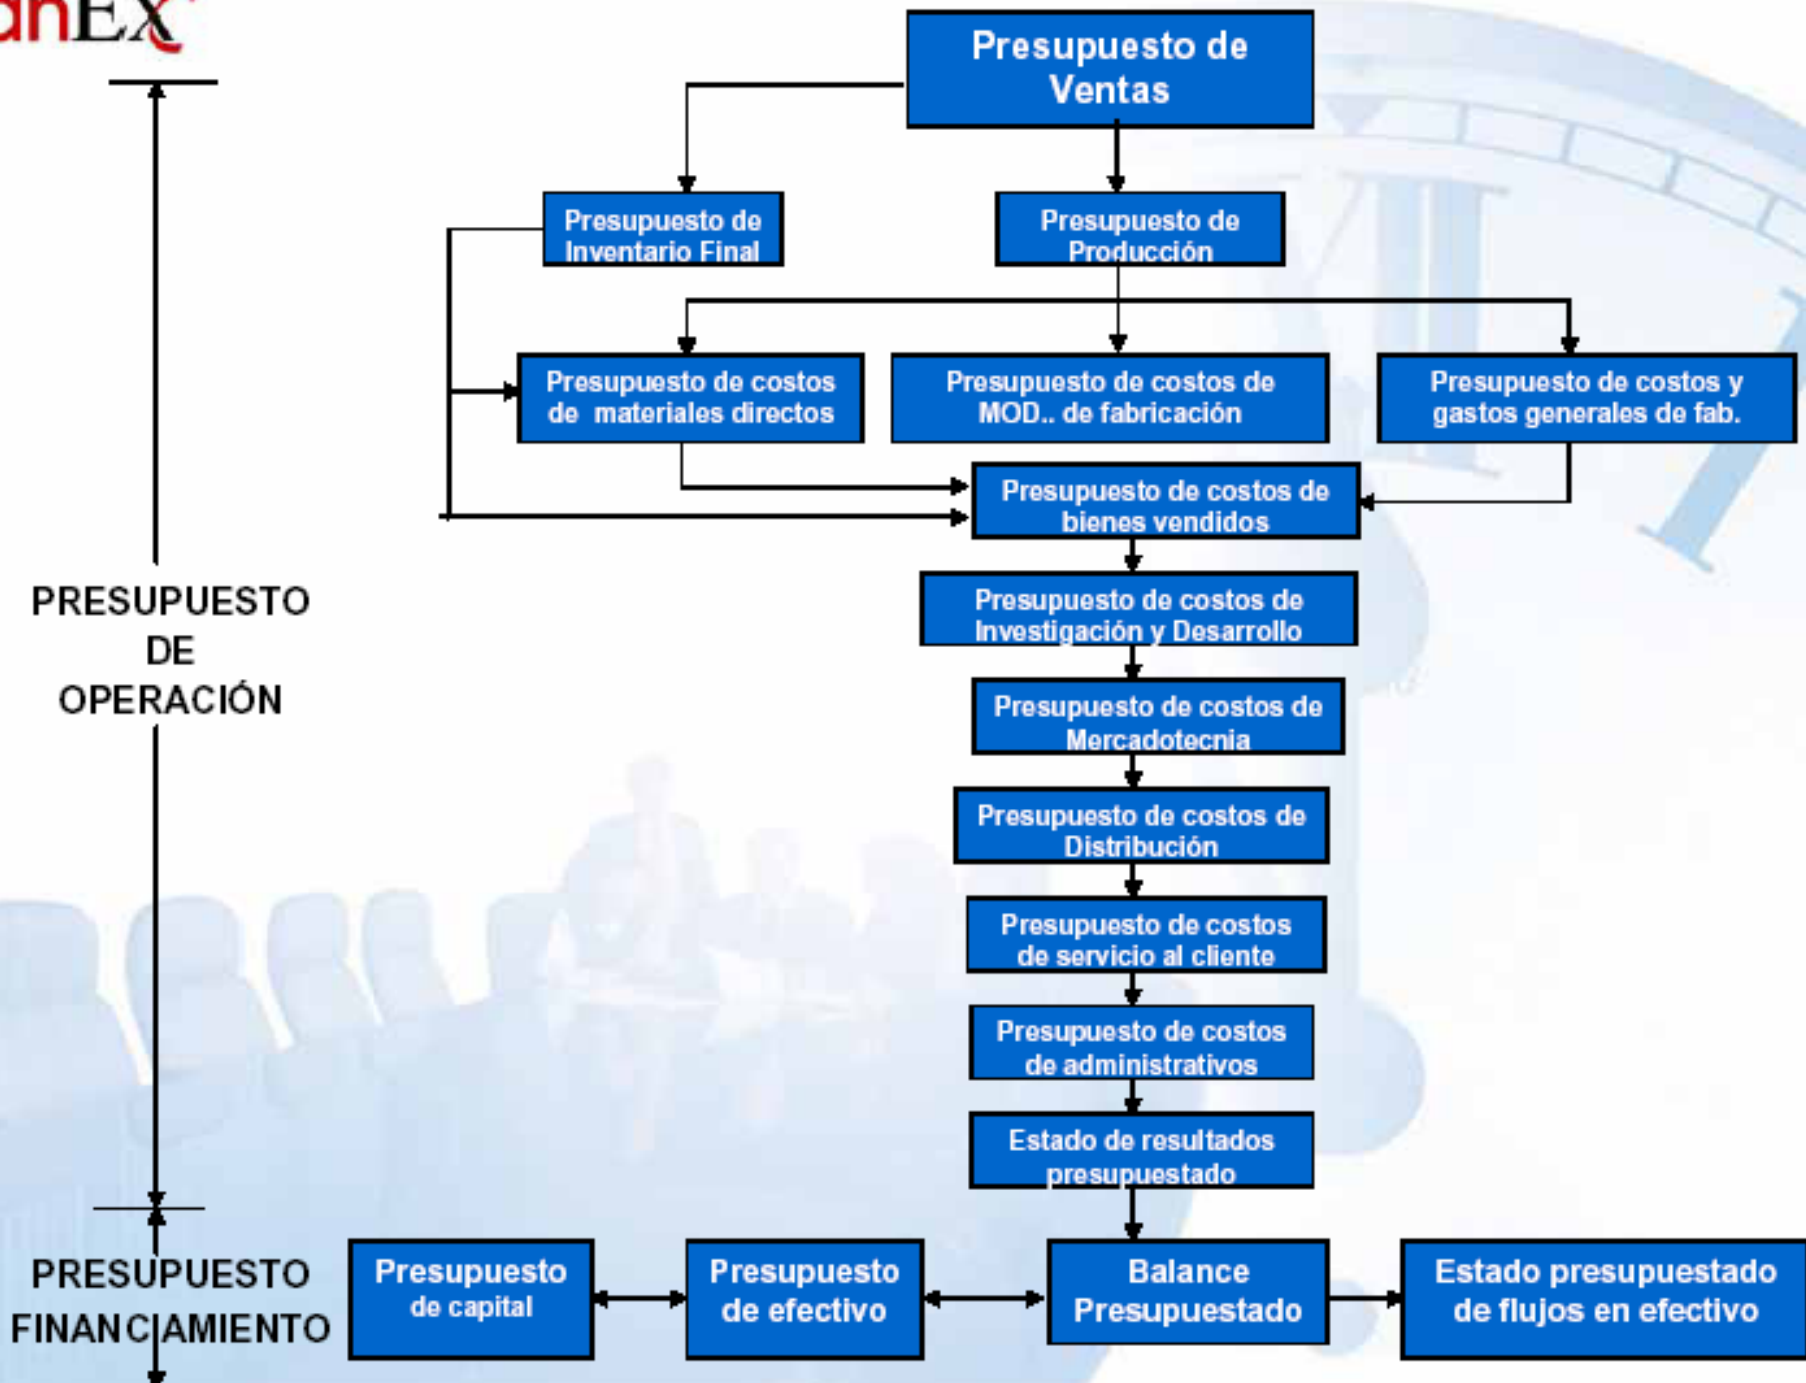 anEX
Presupuesto de
Ventas
Presupuesto de
Inventario Final
Presupuesto de
Producción
Presupuesto de costos
de materiales directos
Presupuesto de costos de
MOD.. de fabricación
Presupuesto de costos y
gastos generales de fab.
Presupuesto de costos de
bienes vendidos
PRESUPUESTO
DE
OPERACIÓN
Presupuesto de costos de
Investigación y Desarrollo
Presupuesto de costos de
Mercadotecnia
Presupuesto de costos de
Distribución
Presupuesto de costos
de servicio al cliente
Presupuesto de costos
de administrativos
Estado de resultados
presupuestado
PRESUPUESTO
FINANCIAMIENTO
Presupuesto
de capital
Presupuesto
de efectivo
Balance
Presupuestado
Estado presupuestado
de flujos en efectivo